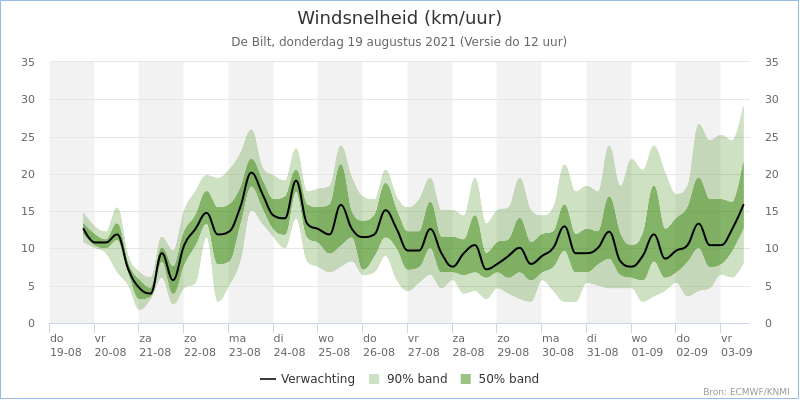 Windsnelheid (km/uur)
De Bilt, donderdag 19 augustus 2021 (Versie do 12 uur)
35 35
30 30
25 25
20 20
15 15
10 10
5 5
0 0
do vr za zo ma di wo do vr za zo ma di wo do vr
19-08 20-08 21-08 22-08 23-08 24-08 25-08 26-08 27-08 28-08 29-08 30-08 31-08 01-09 02-09 03-09
Verwachting 90% band 50% band
Bron: ECMWF/KNMI